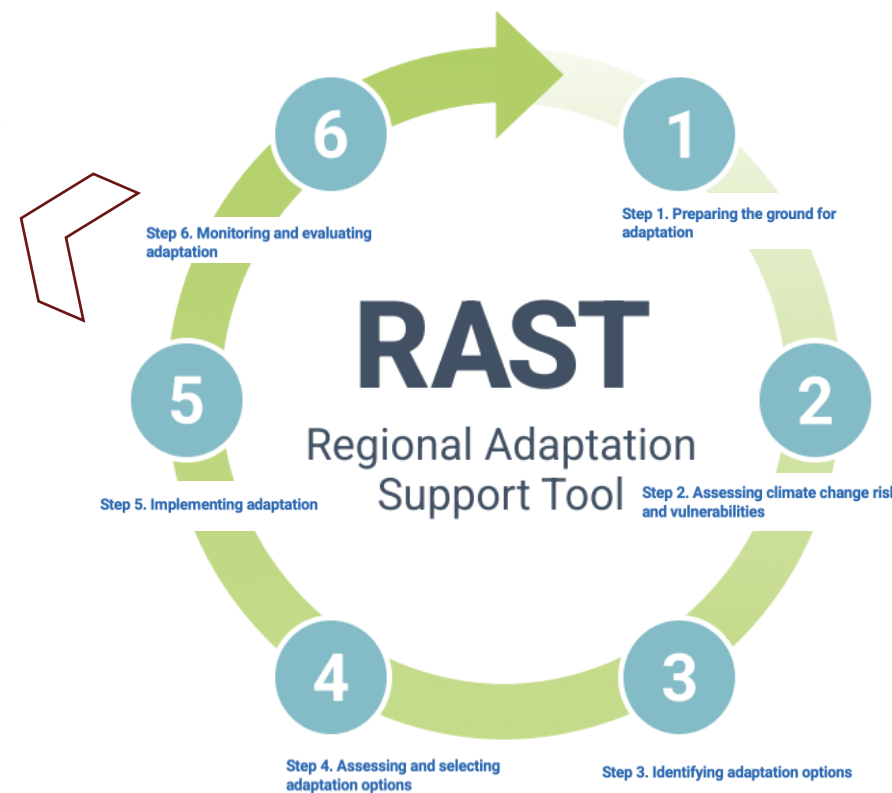 6
1
Step 1. Preparing the ground for
adaptation
Step 6. Monitoring and evaluating
adaptation
RAST
Regional Adaptation
Support Tool
5
2
Step 5. Implementing adaptation
Step 2. Assessing climate change risk
and vulnerabilities
4
3
Step 4. Assessing and selecting
adaptation options
Step 3. Identifying adaptation options